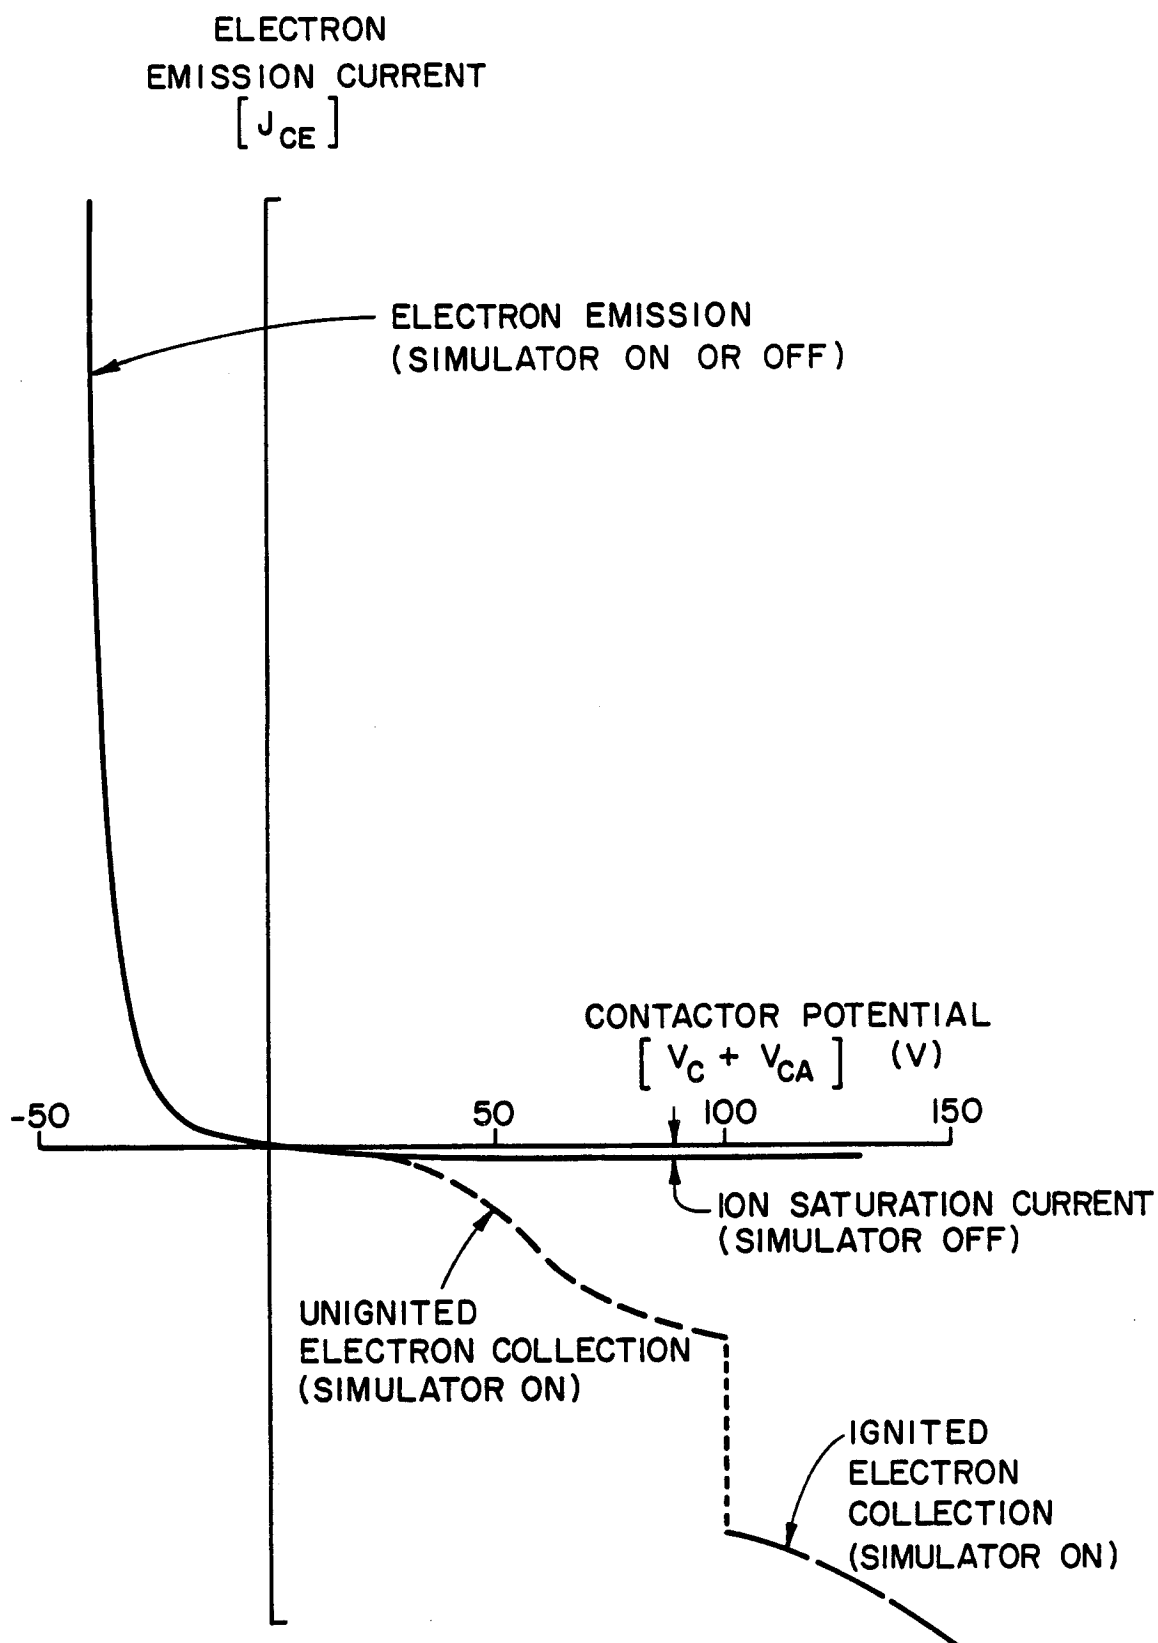 ELECTRON
EMISSION CURRENT
[ J_CE ]
ELECTRON EMISSION
(SIMULATOR ON OR OFF)
CONTACTOR POTENTIAL
[ V_C + V_CA ] (V)
-50 50 100 150
ION SATURATION CURRENT
(SIMULATOR OFF)
UNIGNITED
ELECTRON COLLECTION
(SIMULATOR ON)
IGNITED
ELECTRON
COLLECTION
(SIMULATOR ON)